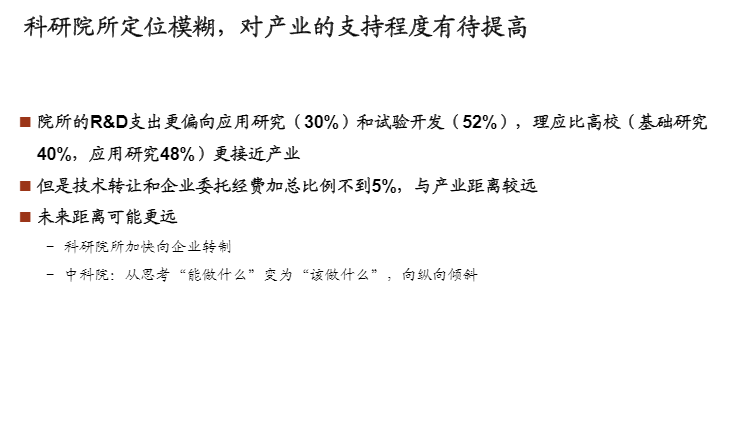 科研院所定位模糊，对产业的支持程度有待提高
院所的R&D支出更偏向应用研究（30%）和试验开发（52%），理应比高校（基础研究
40%，应用研究48%）更接近产业
但是技术转让和企业委托经费加总比例不到5%，与产业距离较远
未来距离可能更远
– 科研院所加快向企业转制
– 中科院：从思考“能做什么”变为“该做什么”，向纵向倾斜